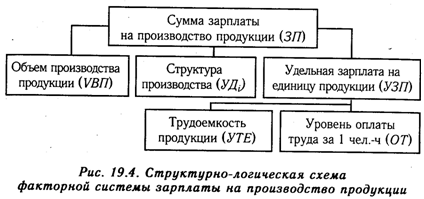 Сумма зарплаты
на производство продукции (ЗП)
Объем производства
продукции (VВП)
Структура
производства (УДi)
Удельная зарплата на
единицу продукции (УЗП)
Трудоемкость
продукции (УТЕ)
Уровень оплаты
труда за 1 чел.-ч (ОТ)
Рис. 19.4. Структурно-логическая схема
факторной системы зарплаты на производство продукции